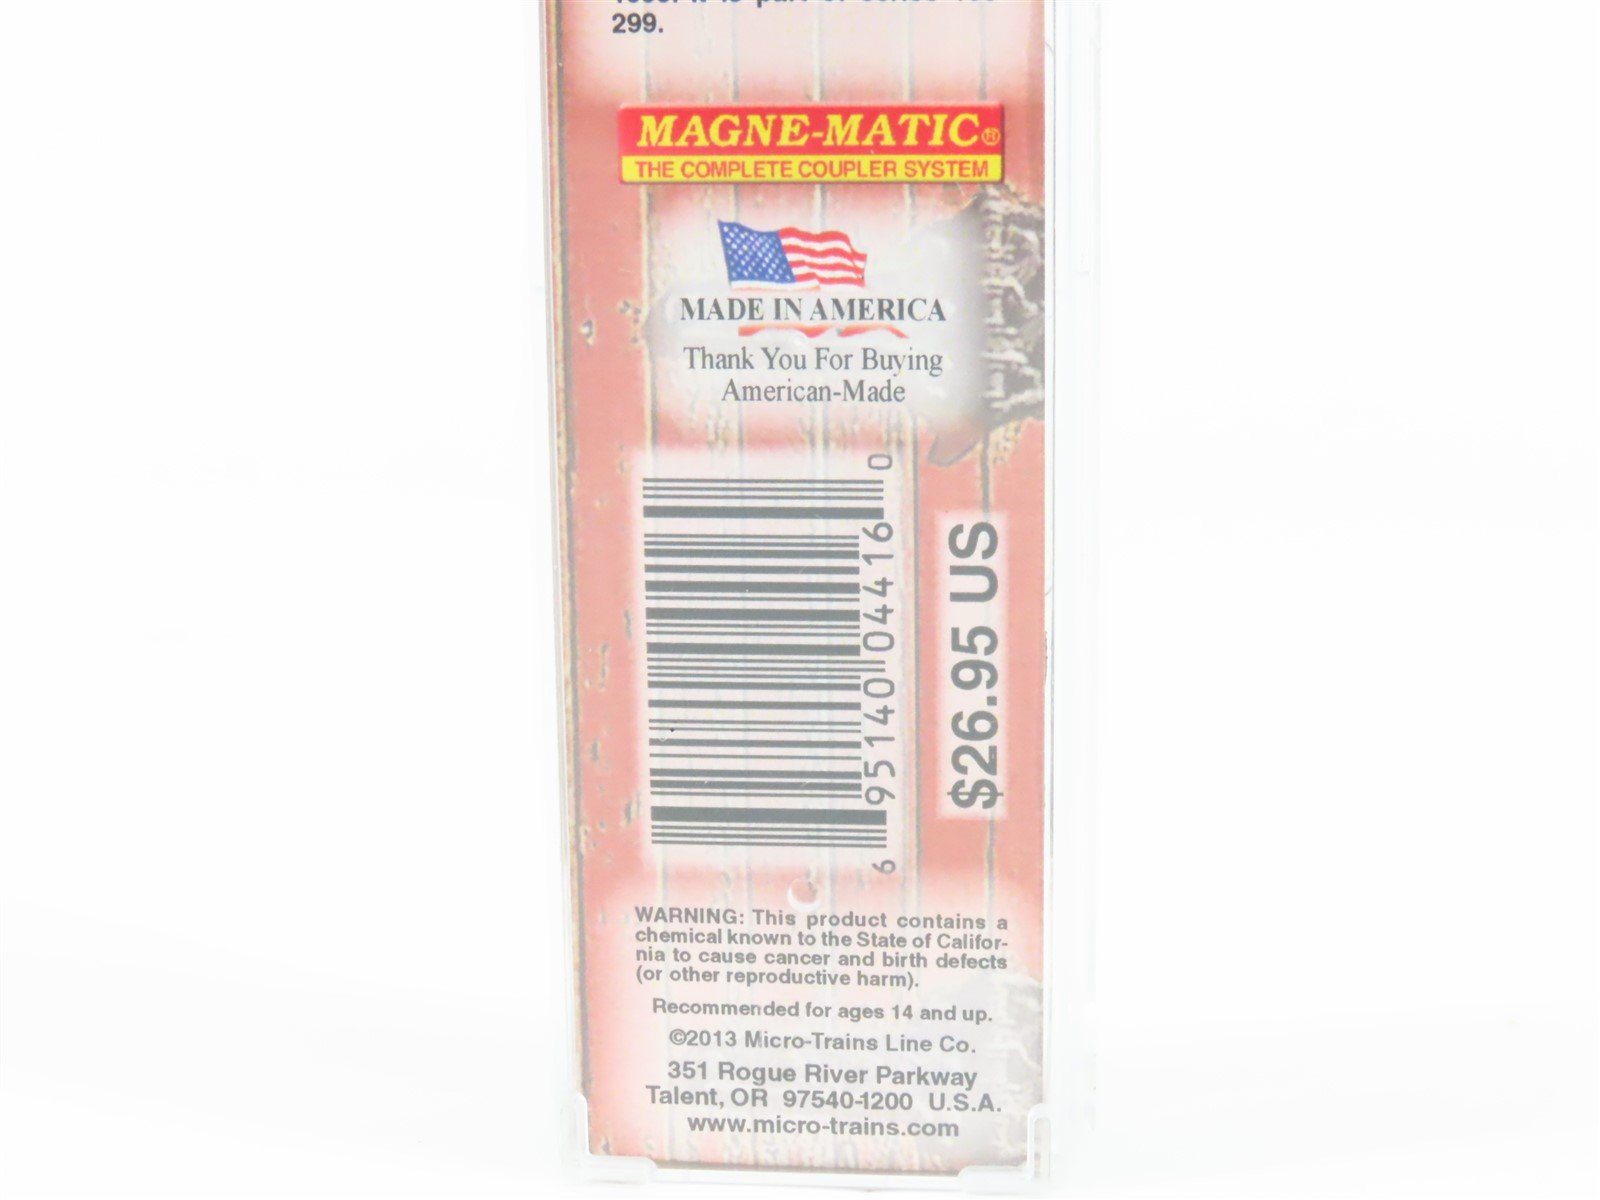 299.
MAGNE-MATIC®
THE COMPLETE COUPLER SYSTEM
MADE IN AMERICA
Thank You For Buying
American-Made
6 95140 04416 0
$26.95 US
WARNING: This product contains a
chemical known to the State of Califor-
nia to cause cancer and birth defects
(or other reproductive harm).
Recommended for ages 14 and up.
©2013 Micro-Trains Line Co.
351 Rogue River Parkway
Talent, OR 97540-1200 U.S.A.
www.micro-trains.com